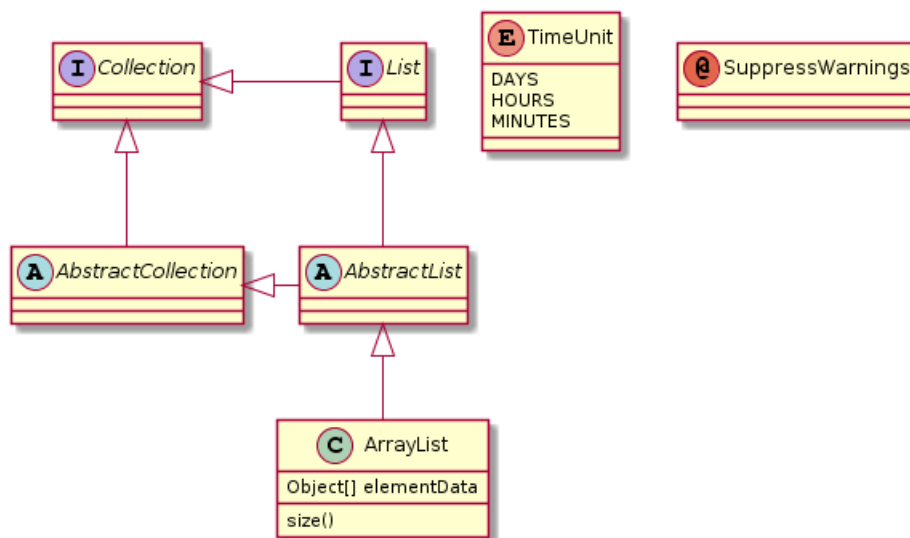 I Collection
I List
E TimeUnit
DAYS
HOURS
MINUTES
@ SuppressWarnings
A AbstractCollection
A AbstractList
C ArrayList
Object[] elementData
size()